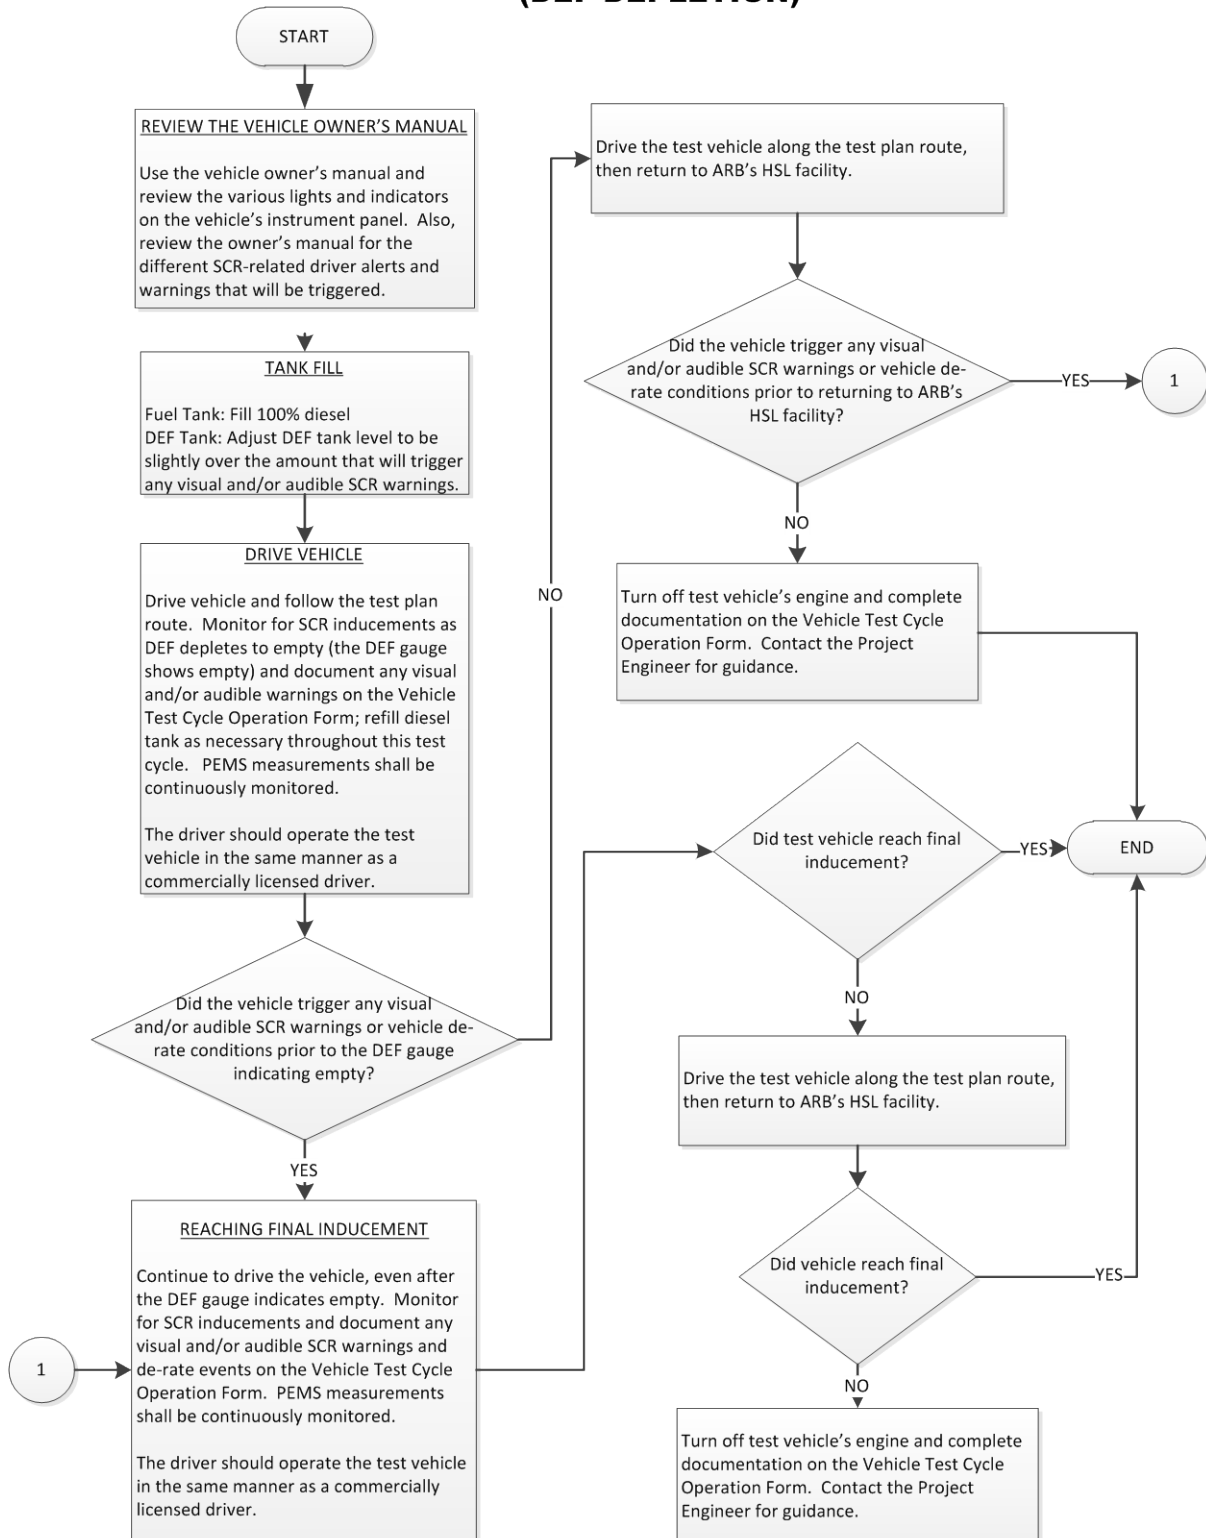 (DEF DEPLETION)
START
REVIEW THE VEHICLE OWNER'S MANUAL
Use the vehicle owner's manual and
review the various lights and indicators
on the vehicle's instrument panel.  Also,
review the owner's manual for the
different SCR-related driver alerts and
warnings that will be triggered.
TANK FILL
Fuel Tank: Fill 100% diesel
DEF Tank: Adjust DEF tank level to be
slightly over the amount that will trigger
any visual and/or audible SCR warnings.
DRIVE VEHICLE
Drive vehicle and follow the test plan
route.  Monitor for SCR inducements as
DEF depletes to empty (the DEF gauge
shows empty) and document any visual
and/or audible warnings on the Vehicle
Test Cycle Operation Form; refill diesel
tank as necessary throughout this test
cycle.   PEMS measurements shall be
continuously monitored.
The driver should operate the test
vehicle in the same manner as a
commercially licensed driver.
Did the vehicle trigger any visual
and/or audible SCR warnings or vehicle de-
rate conditions prior to the DEF gauge
indicating empty?
NO
YES
REACHING FINAL INDUCEMENT
Continue to drive the vehicle, even after
the DEF gauge indicates empty.  Monitor
for SCR inducements and document any
visual and/or audible SCR warnings and
de-rate events on the Vehicle Test Cycle
Operation Form.  PEMS measurements
shall be continuously monitored.
The driver should operate the test vehicle
in the same manner as a commercially
licensed driver.
1
Drive the test vehicle along the test plan route,
then return to ARB's HSL facility.
Did the vehicle trigger any visual
and/or audible SCR warnings or vehicle de-
rate conditions prior to returning to ARB's
HSL facility?
YES
1
NO
Turn off test vehicle's engine and complete
documentation on the Vehicle Test Cycle
Operation Form.  Contact the Project
Engineer for guidance.
Did test vehicle reach final
inducement?
YES
END
NO
Drive the test vehicle along the test plan route,
then return to ARB's HSL facility.
Did vehicle reach final
inducement?
YES
NO
Turn off test vehicle's engine and complete
documentation on the Vehicle Test Cycle
Operation Form.  Contact the Project
Engineer for guidance.